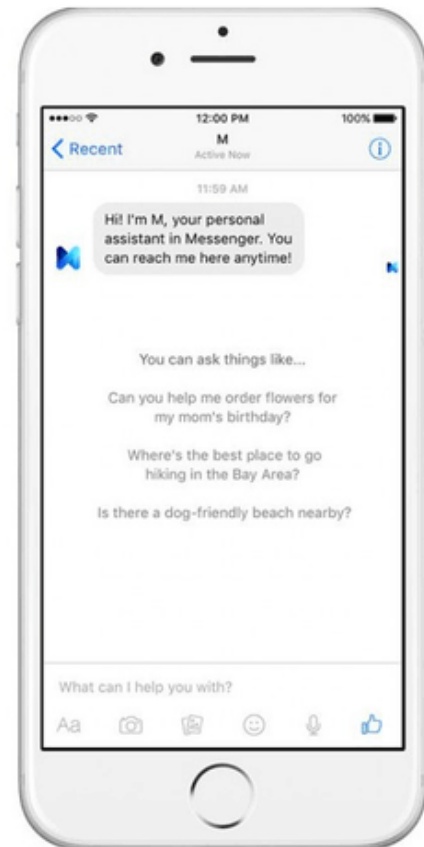 12:00 PM
100%
Recent
M
Active Now
11:59 AM
Hi! I'm M, your personal
assistant in Messenger. You
can reach me here anytime!
You can ask things like...
Can you help me order flowers for
my mom's birthday?
Where's the best place to go
hiking in the Bay Area?
Is there a dog-friendly beach nearby?
What can I help you with?
Aa